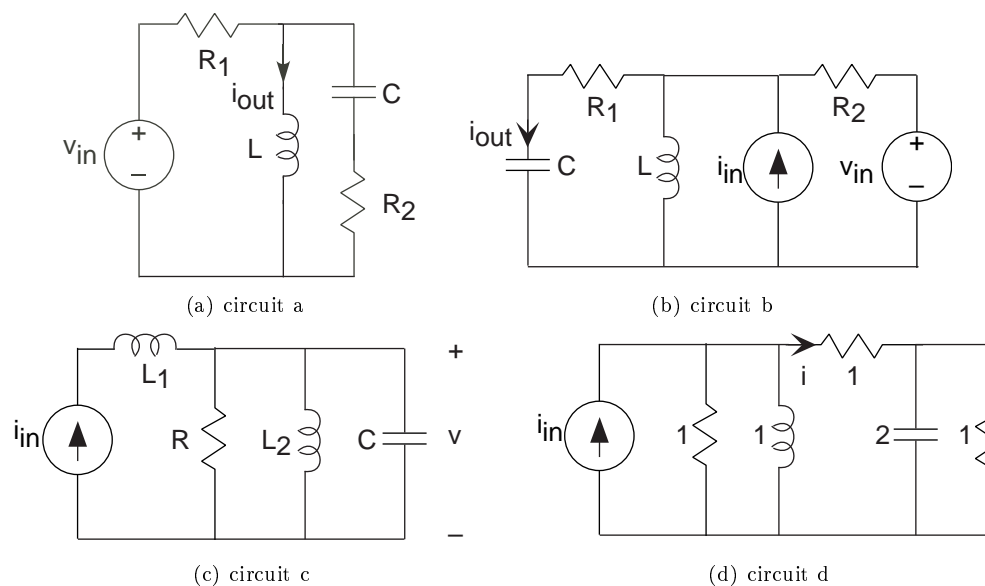 R1
iout
C
vin
+
−
L
R2
(a) circuit a
R1
R2
iout
C
L
iin
vin
+
−
(b) circuit b
L1
+
iin
R
L2
C
v
−
(c) circuit c
i
1
iin
1
1
2
1
(d) circuit d